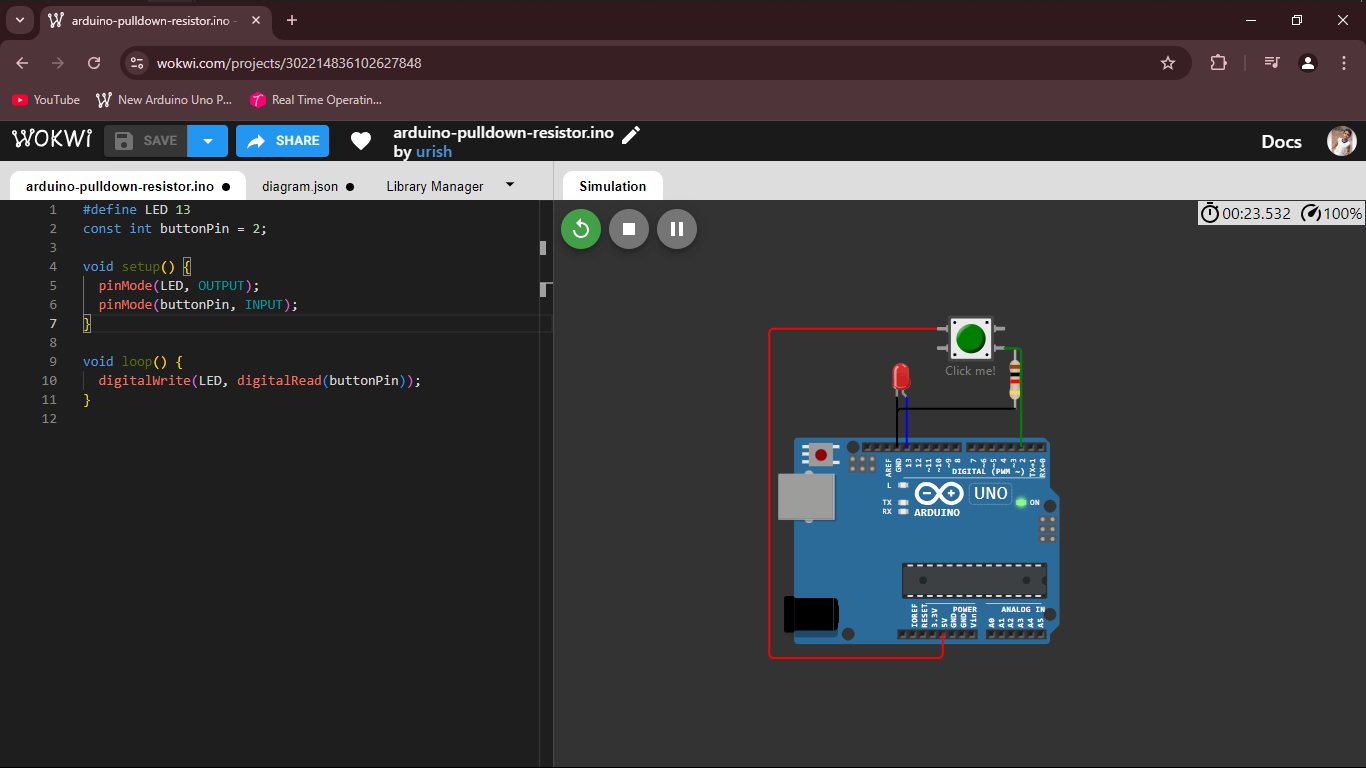 arduino-pulldown-resistor.ino -
wokwi.com/projects/302214836102627848
YouTube
New Arduino Uno P...
Real Time Operatin...
WOKWI
SAVE
SHARE
arduino-pulldown-resistor.ino
by urish
Docs
arduino-pulldown-resistor.ino
diagram.json
Library Manager
Simulation
1 #define LED 13
2 const int buttonPin = 2;
3
4 void setup() {
5 pinMode(LED, OUTPUT);
6 pinMode(buttonPin, INPUT);
7 }
8
9 void loop() {
10 digitalWrite(LED, digitalRead(buttonPin));
11 }
12
00:23.532
100%
Click me!
AREF
GND
13
12
~11
~10
~9
8
7
~6
~5
4
~3
2
TX→1
RX←0
DIGITAL (PWM ~)
L
TX
RX
UNO
ARDUINO
ON
POWER
ANALOG IN
IOREF
RESET
3.3V
5V
GND
GND
Vin
A0
A1
A2
A3
A4
A5